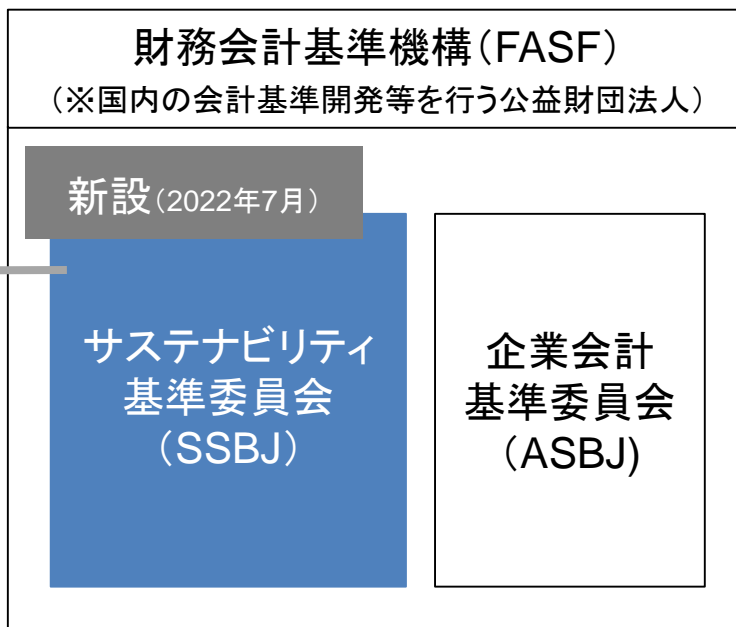 財務会計基準機構（FASF）
（※国内の会計基準開発等を行う公益財団法人）
新設（2022年7月）
サステナビリティ
基準委員会
（SSBJ）
企業会計
基準委員会
（ASBJ)